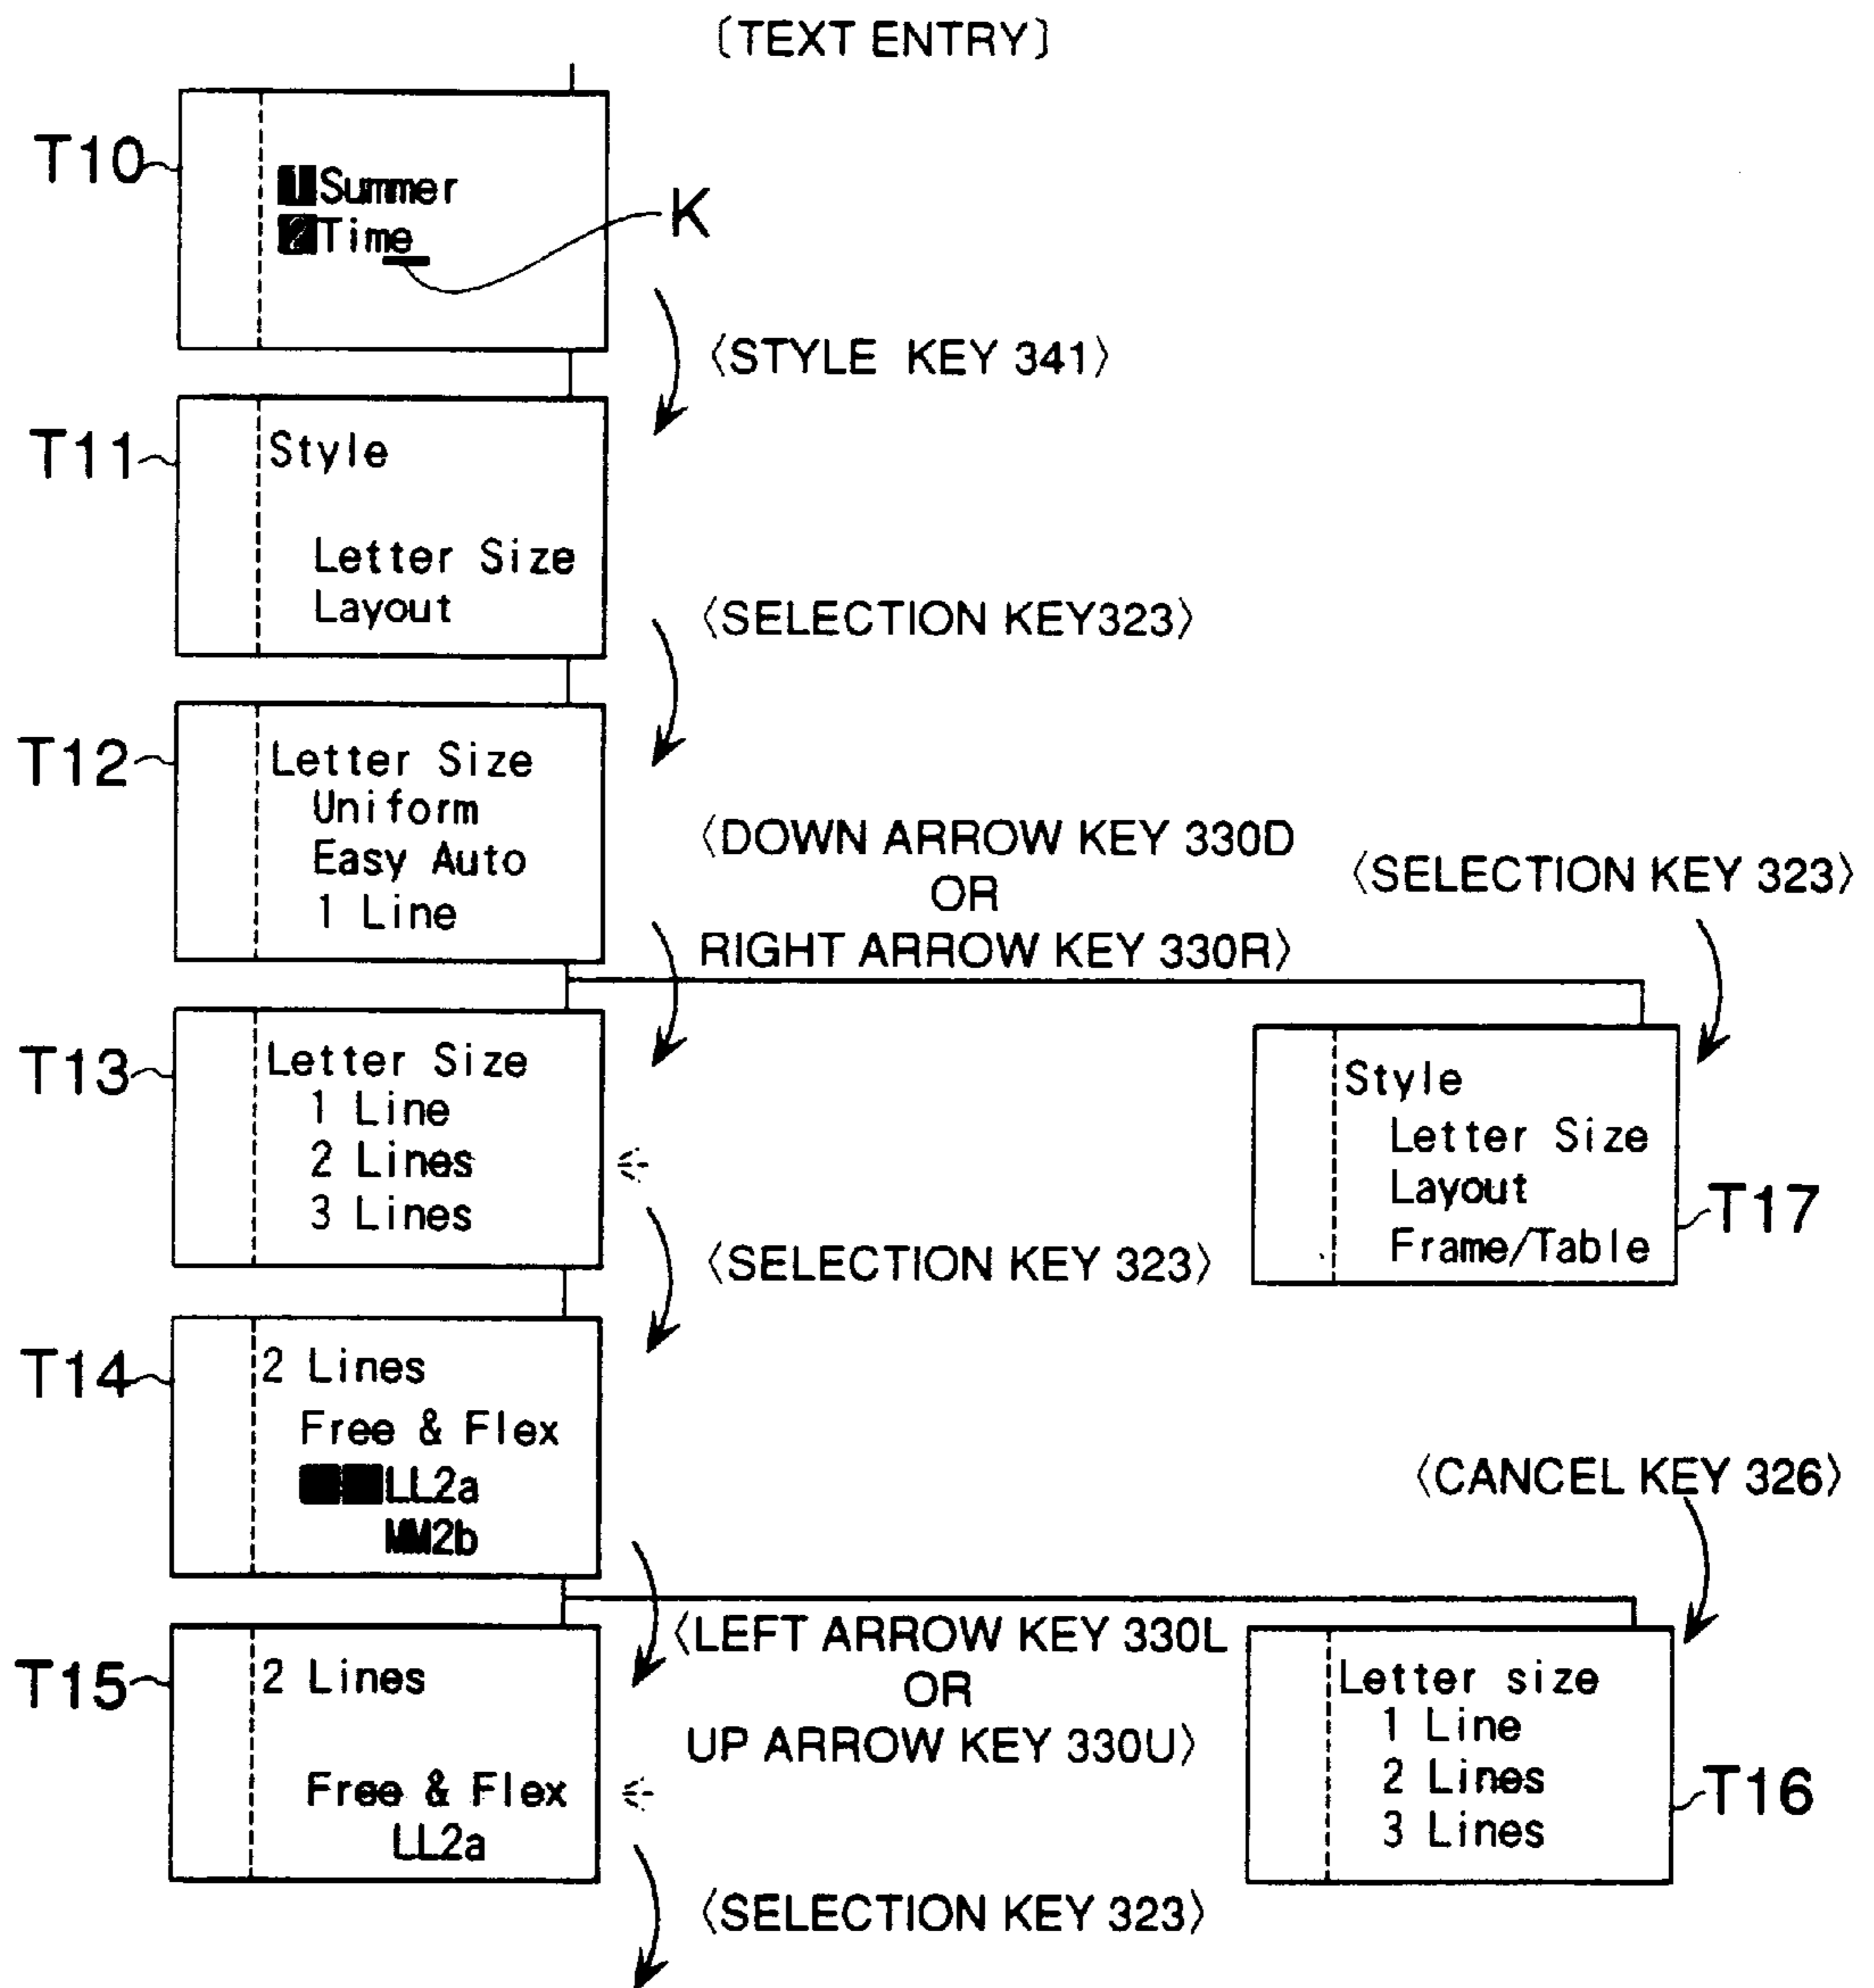 〔TEXT ENTRY〕
T10
1Summer
2Time
K
〈STYLE KEY 341〉
T11
Style
Letter Size
Layout
〈SELECTION KEY323〉
T12
Letter Size
Uniform
Easy Auto
1 Line
〈DOWN ARROW KEY 330D
OR
RIGHT ARROW KEY 330R〉
〈SELECTION KEY 323〉
T13
Letter Size
1 Line
2 Lines
3 Lines
Style
Letter Size
Layout
Frame/Table
T17
〈SELECTION KEY 323〉
T14
2 Lines
Free & Flex
LL2a
MM2b
〈CANCEL KEY 326〉
〈LEFT ARROW KEY 330L
OR
UP ARROW KEY 330U〉
T15
2 Lines
Free & Flex
LL2a
Letter size
1 Line
2 Lines
3 Lines
T16
〈SELECTION KEY 323〉